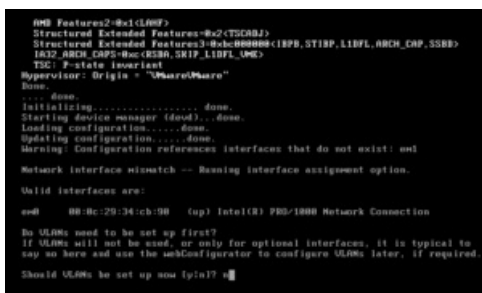 AMD Features2=0x1<LAHF>
Structured Extended Features=0x2<TSCADJ>
Structured Extended Features3=0xbc000000<IBPB,STIBP,L1DFL,ARCH_CAP,SSBD>
IA32_ARCH_CAPS=0xc<RSBA,SKIP_L1DFL_VME>
TSC: P-state invariant
Hypervisor: Origin = "VMwareVMware"
Done.
.... done.
Initializing.................. done.
Starting device manager (devd)...done.
Loading configuration......done.
Updating configuration......done.
Warning: Configuration references interfaces that do not exist: em1
Network interface mismatch -- Running interface assignment option.
Valid interfaces are:
em0 00:0c:29:34:cb:90 (up) Intel(R) PRO/1000 Network Connection
Do VLANs need to be set up first?
If VLANs will not be used, or only for optional interfaces, it is typical to
say no here and use the webConfigurator to configure VLANs later, if required.
Should VLANs be set up now [y|n]? n